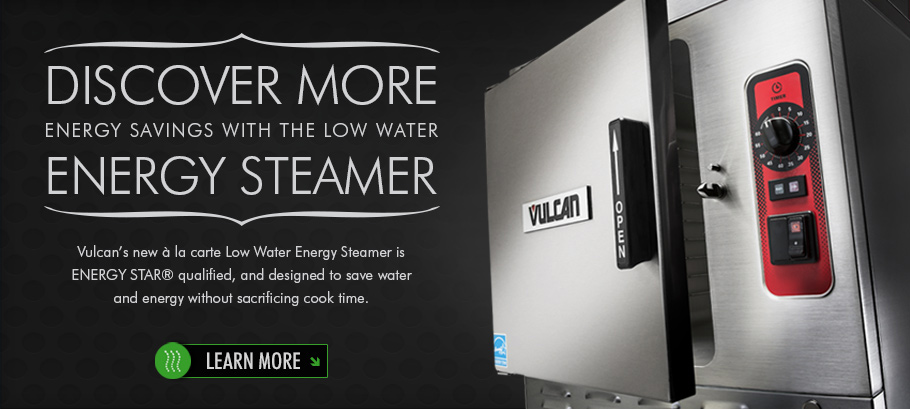 DISCOVER MORE
ENERGY SAVINGS WITH THE LOW WATER
ENERGY STEAMER
Vulcan's new à la carte Low Water Energy Steamer is
ENERGY STAR® qualified, and designed to save water
and energy without sacrificing cook time.
LEARN MORE
VULCAN
OPEN